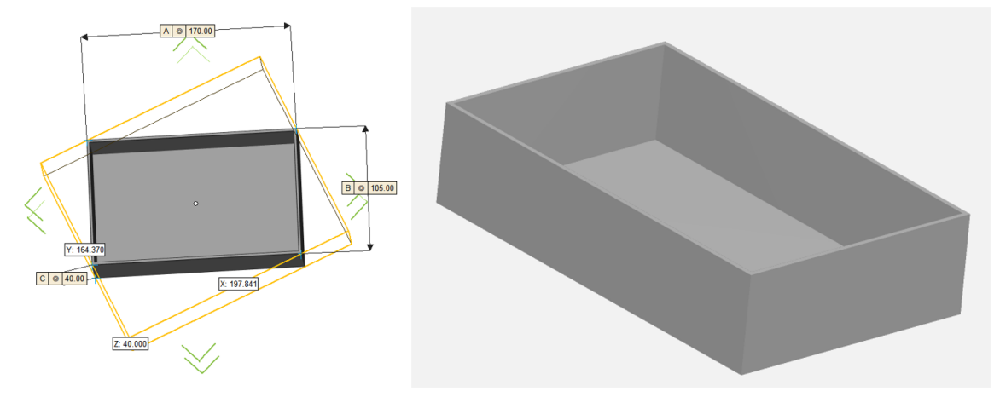 A ◎ 170.00
B ◎ 105.00
Y: 164.370
C ◎ 40.00
X: 197.841
Z: 40.000